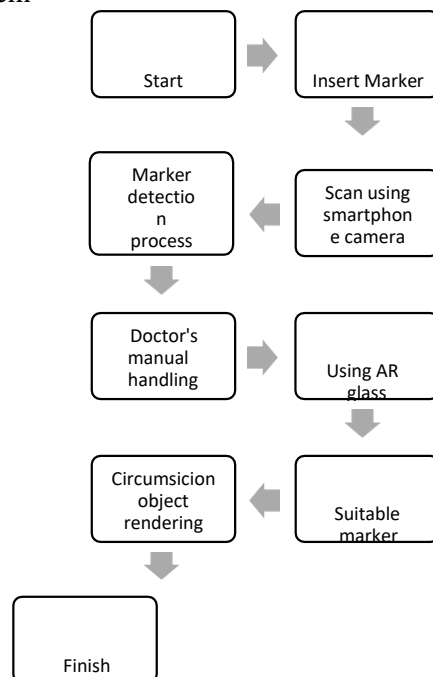 Start
Insert Marker
Scan using
smartphon
e camera
Marker
detectio
n
process
Doctor's
manual
handling
Using AR
glass
Suitable
marker
Circumsicion
object
rendering
Finish